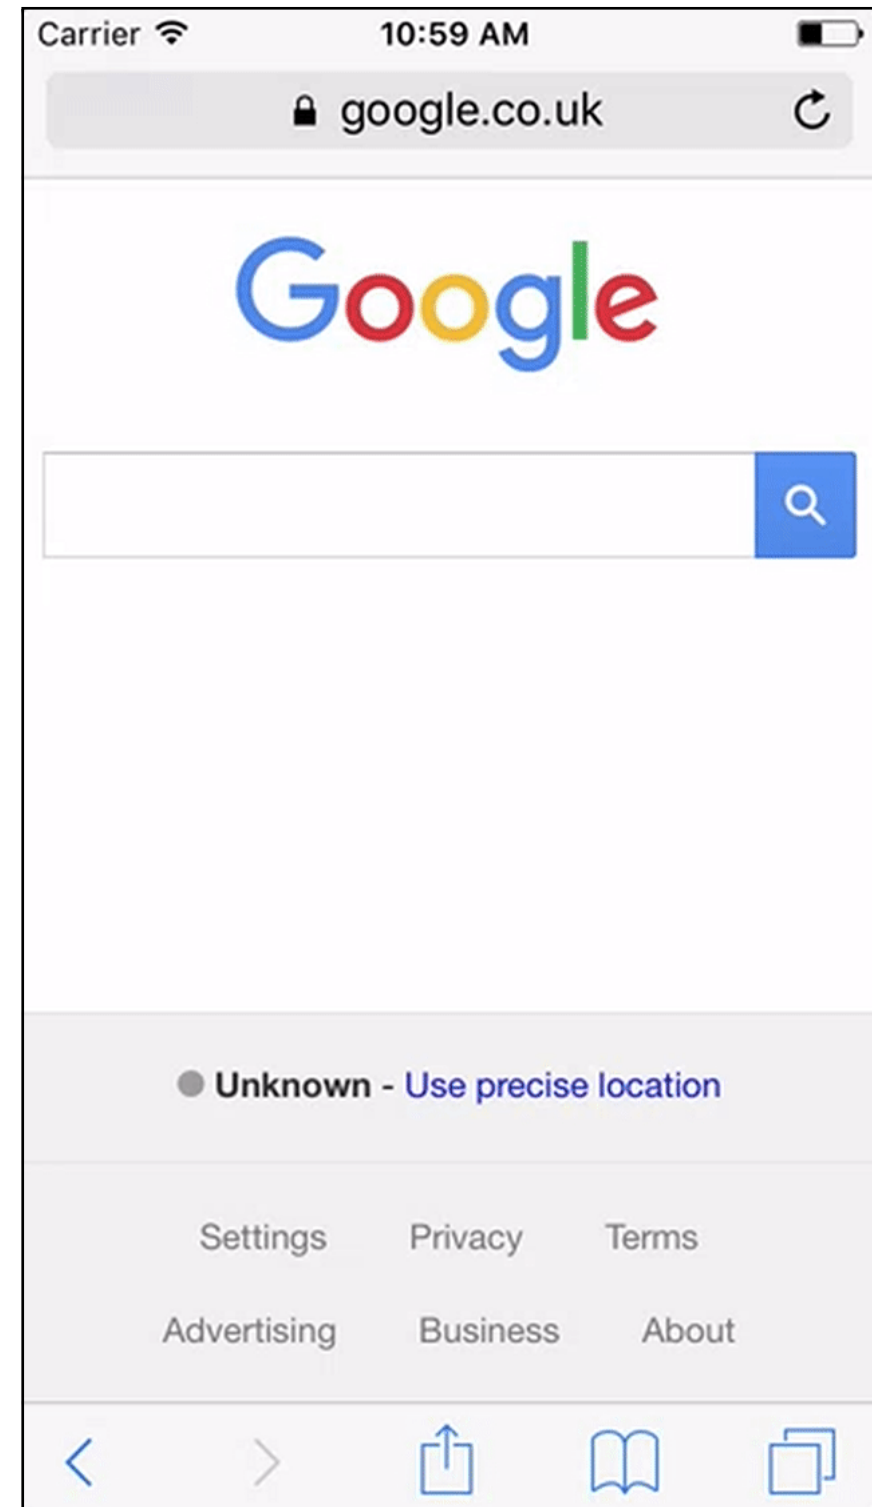 Carrier 10:59 AM
google.co.uk
Google
Unknown - Use precise location
Settings Privacy Terms
Advertising Business About